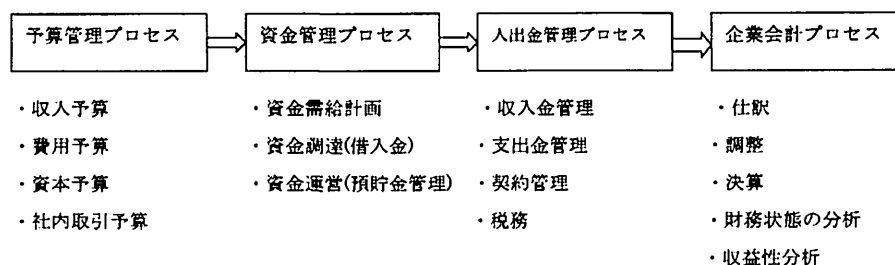 予算管理プロセス
資金管理プロセス
入出金管理プロセス
企業会計プロセス
・収入予算
・費用予算
・資本予算
・社内取引予算
・資金需給計画
・資金調達(借入金)
・資金運営(預貯金管理)
・収入金管理
・支出金管理
・契約管理
・税務
・仕訳
・調整
・決算
・財務状態の分析
・収益性分析